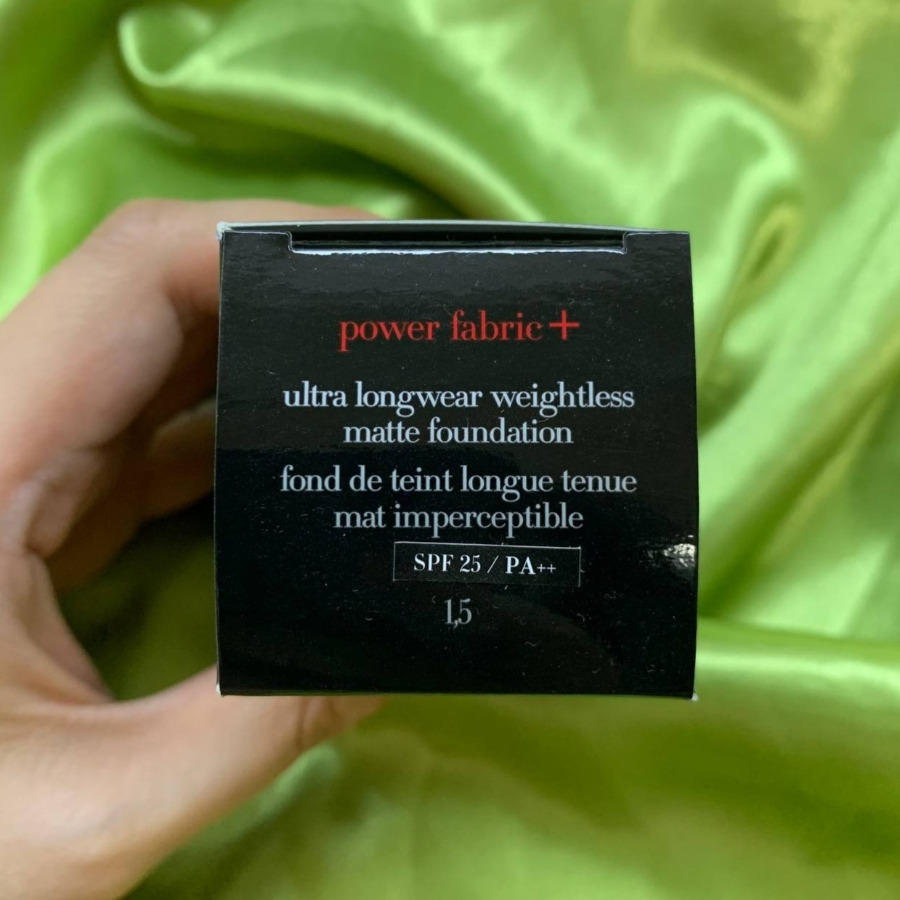 power fabric+
ultra longwear weightless
matte foundation
fond de teint longue tenue
mat imperceptible
SPF 25 / PA++
1,5